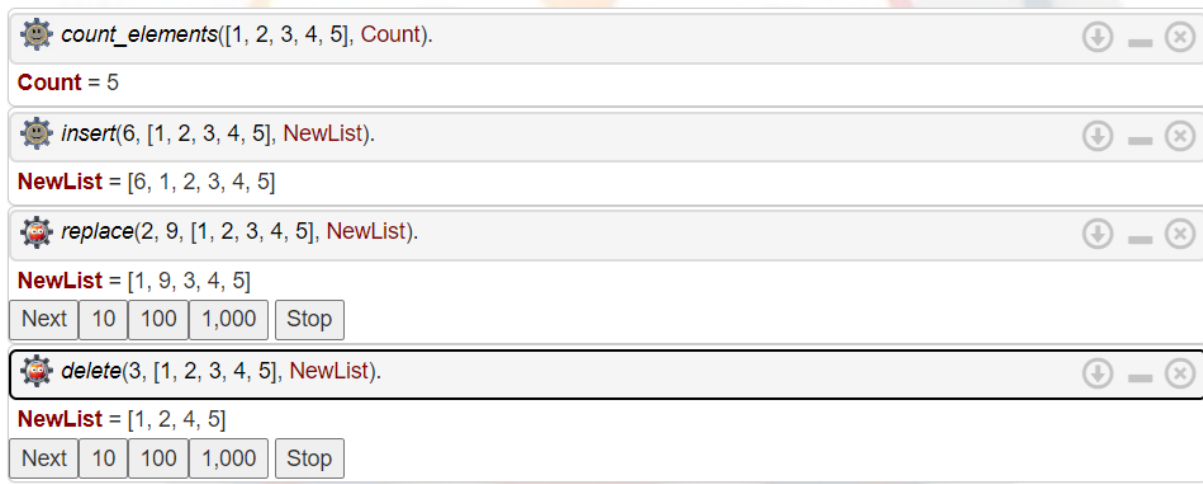 count_elements([1, 2, 3, 4, 5], Count).
Count = 5
insert(6, [1, 2, 3, 4, 5], NewList).
NewList = [6, 1, 2, 3, 4, 5]
replace(2, 9, [1, 2, 3, 4, 5], NewList).
NewList = [1, 9, 3, 4, 5]
Next 10 100 1,000 Stop
delete(3, [1, 2, 3, 4, 5], NewList).
NewList = [1, 2, 4, 5]
Next 10 100 1,000 Stop